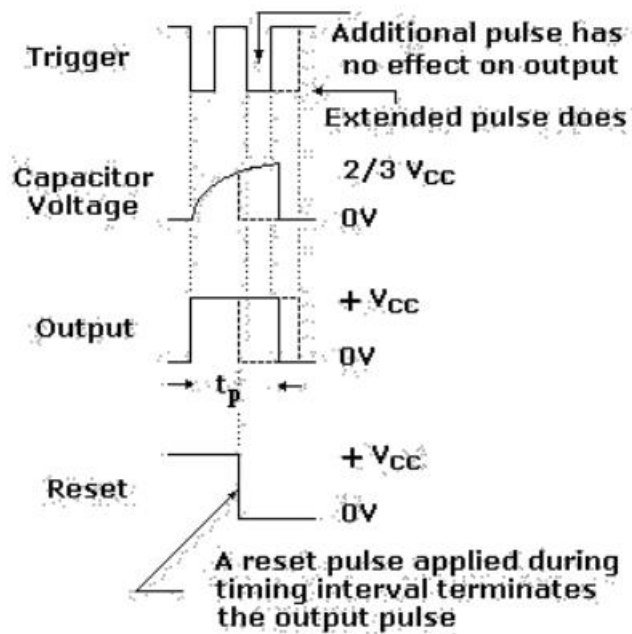 Trigger
Additional pulse has
no effect on output
Extended pulse does
Capacitor
Voltage
2/3 VCC
0V
Output
+ VCC
0V
tp
Reset
+ VCC
0V
A reset pulse applied during
timing interval terminates
the output pulse